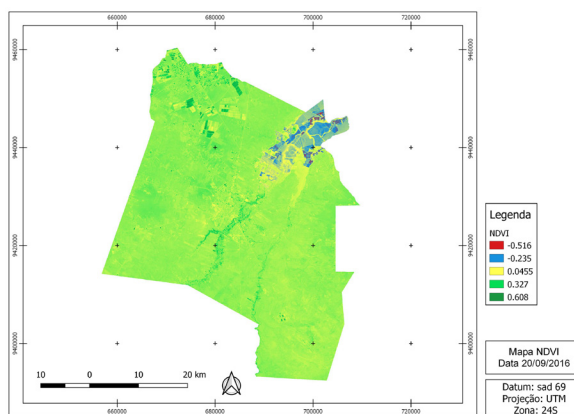 660000 680000 700000 720000
9460000 9460000
9440000 9440000
9420000 9420000
9400000 9400000
660000 680000 700000 720000
10 0 10 20 km
Legenda
NDVI
-0.516
-0.235
0.0455
0.327
0.608
Mapa NDVI
Data 20/09/2016
Datum: sad 69
Projeção: UTM
Zona: 24S